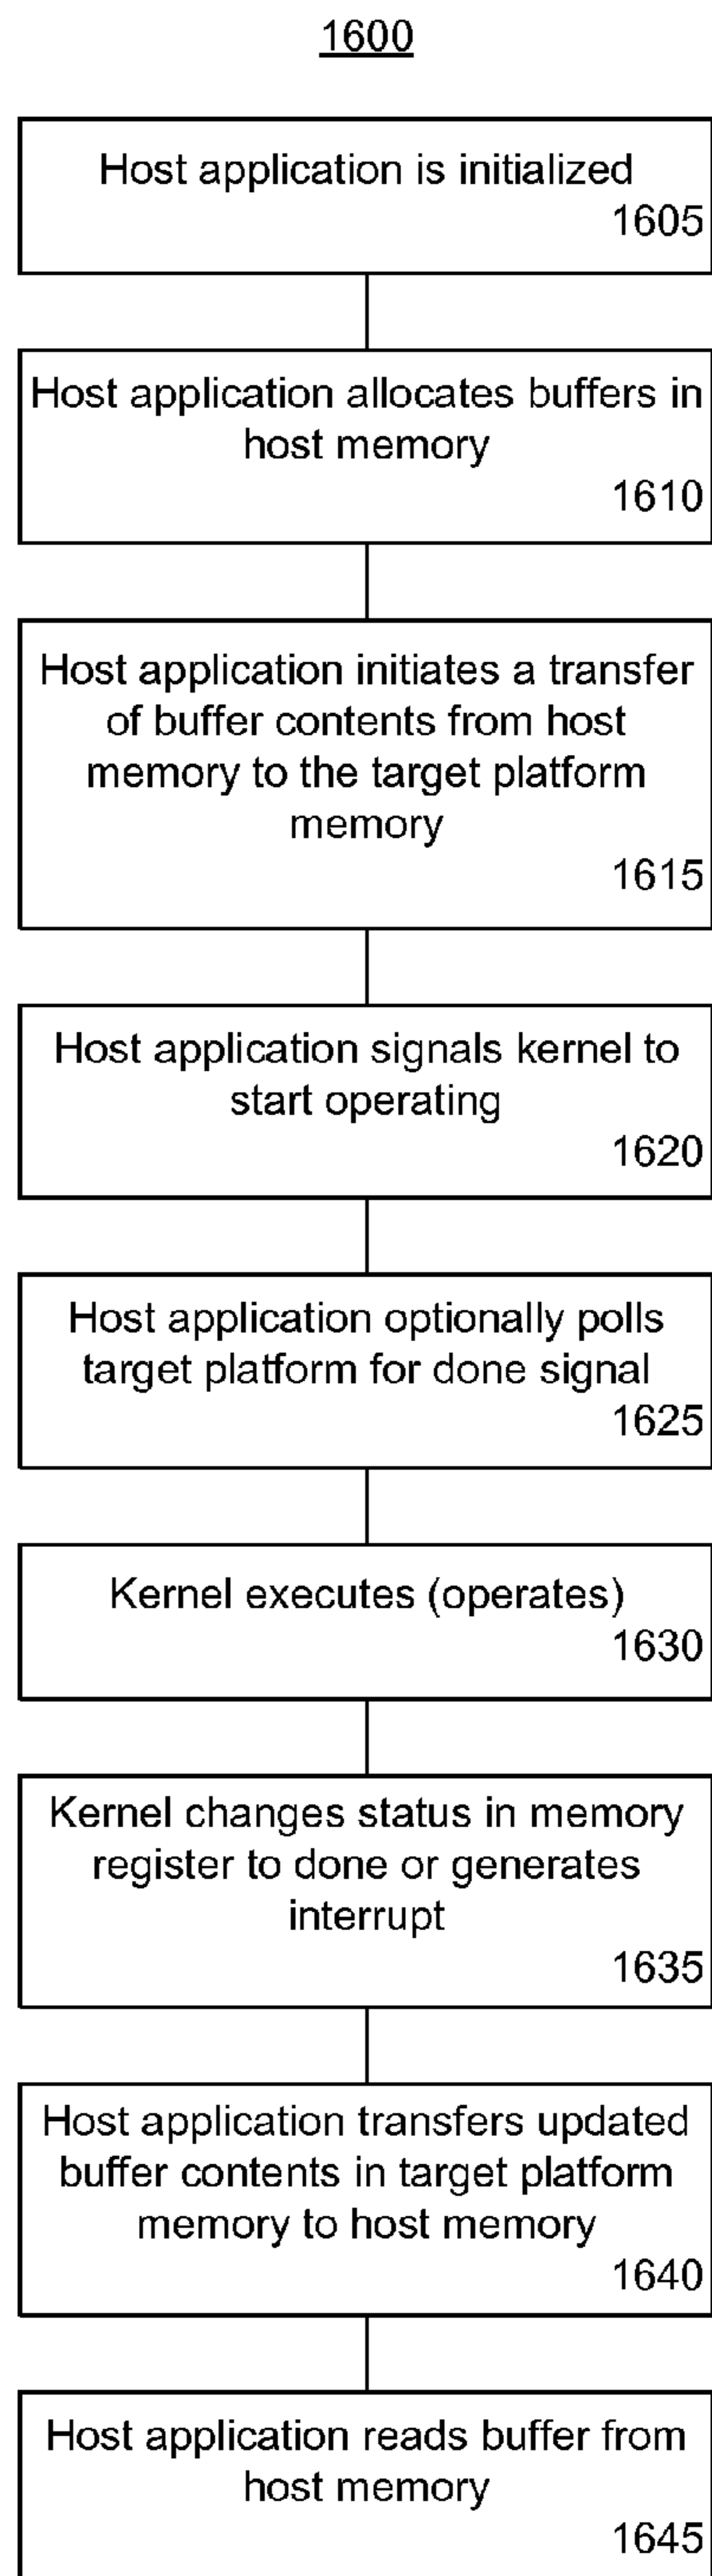 1600
Host application is initialized
1605
Host application allocates buffers in
host memory
1610
Host application initiates a transfer
of buffer contents from host
memory to the target platform
memory
1615
Host application signals kernel to
start operating
1620
Host application optionally polls
target platform for done signal
1625
Kernel executes (operates)
1630
Kernel changes status in memory
register to done or generates
interrupt
1635
Host application transfers updated
buffer contents in target platform
memory to host memory
1640
Host application reads buffer from
host memory
1645